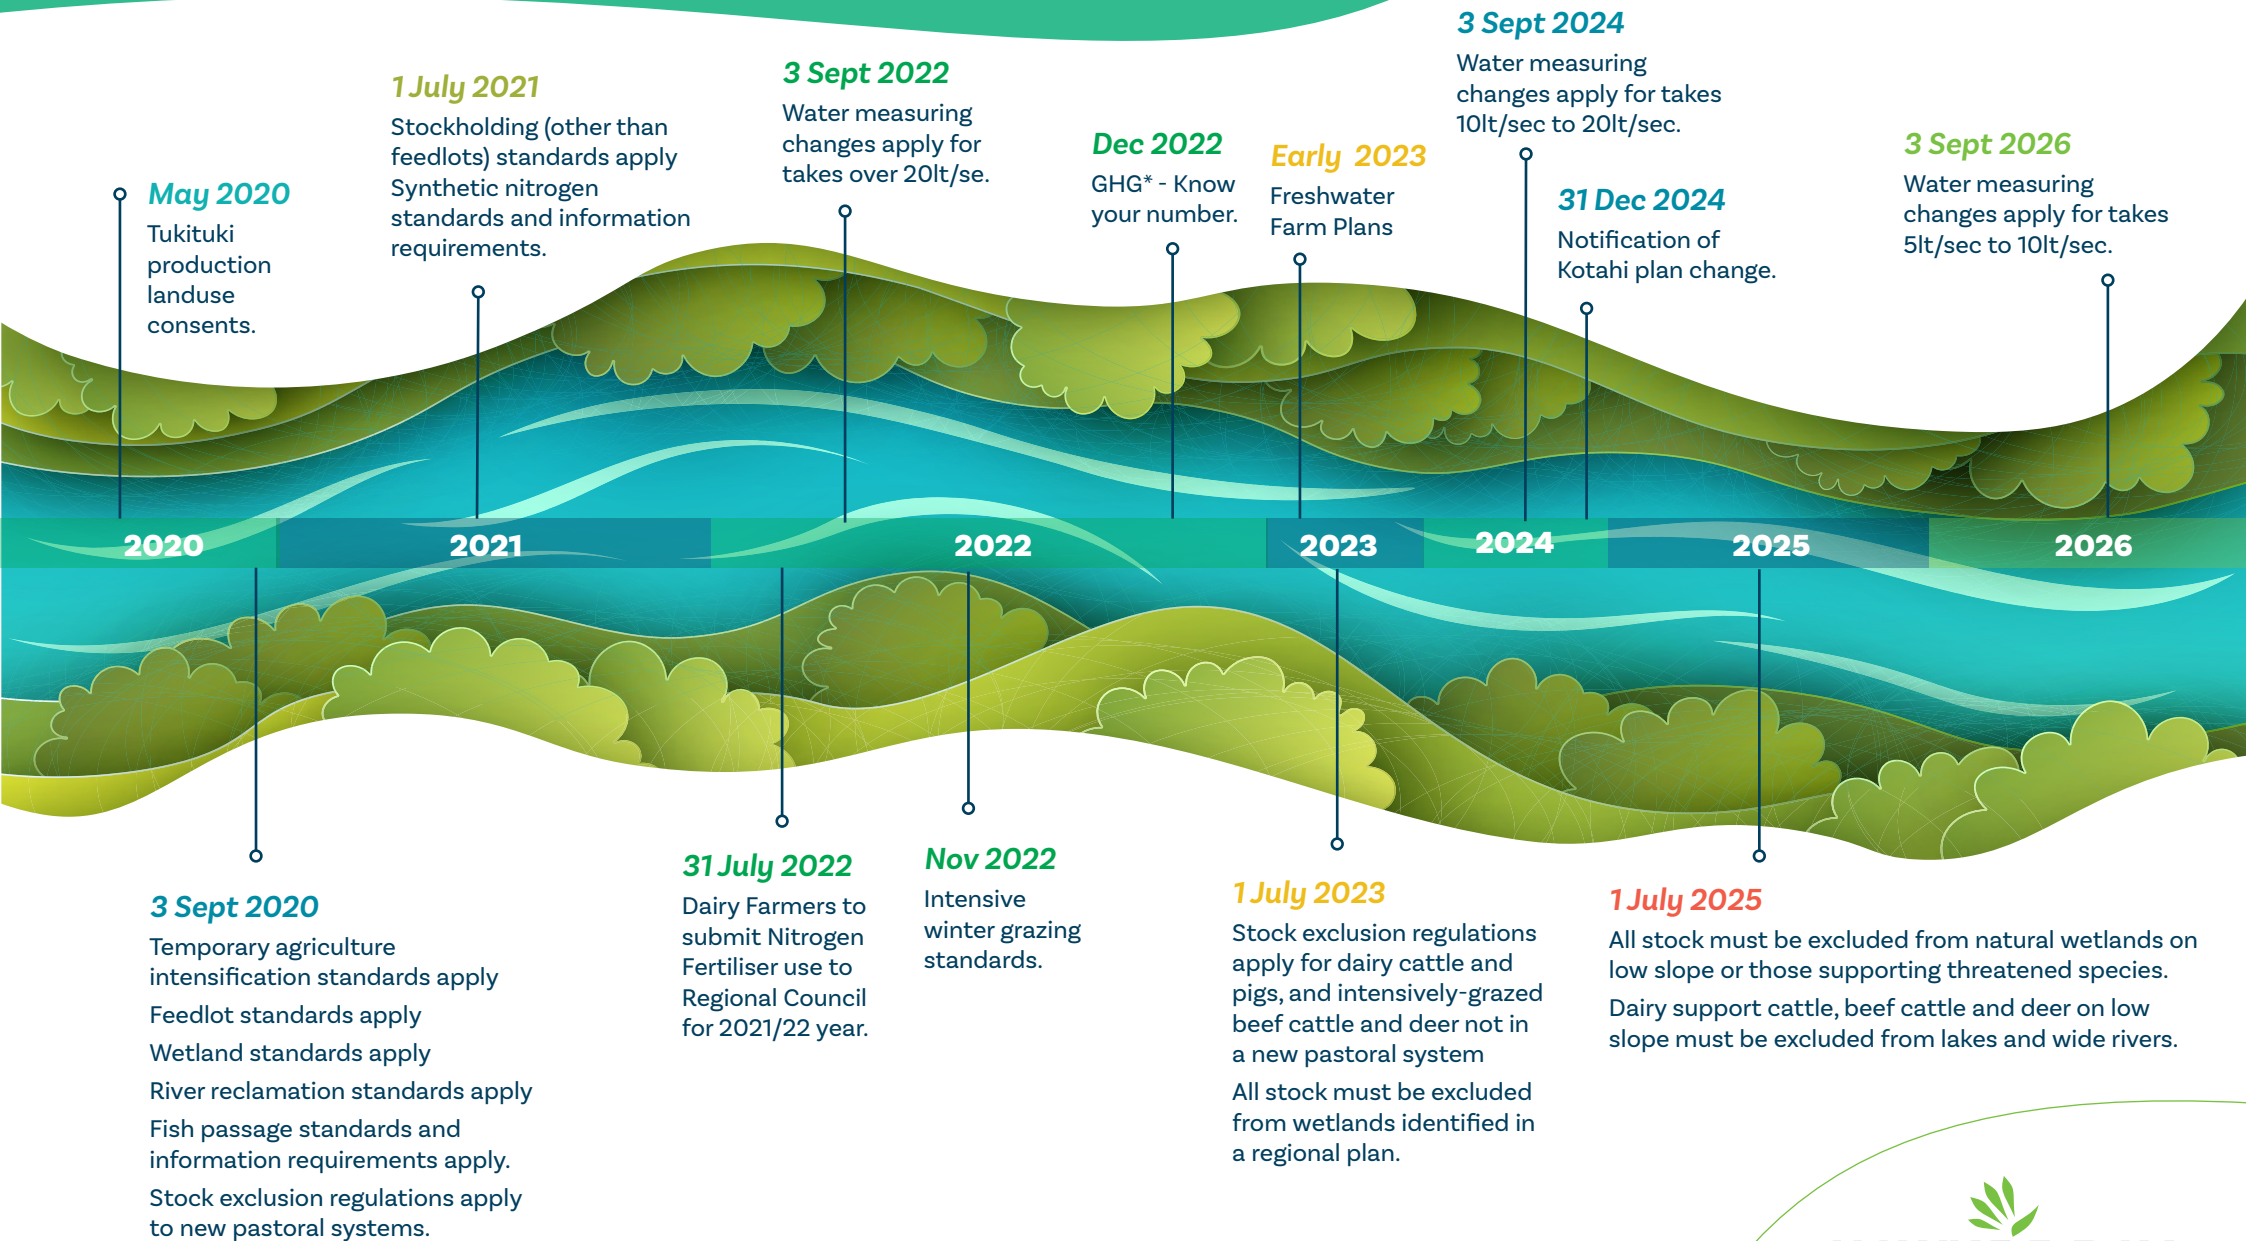 3 Sept 2024
Water measuring
changes apply for takes
10lt/sec to 20lt/sec.
1 July 2021
Stockholding (other than
feedlots) standards apply
Synthetic nitrogen
standards and information
requirements.
3 Sept 2022
Water measuring
changes apply for
takes over 20lt/se.
Dec 2022
GHG* - Know
your number.
Early 2023
Freshwater
Farm Plans
3 Sept 2026
Water measuring
changes apply for takes
5lt/sec to 10lt/sec.
May 2020
Tukituki
production
landuse
consents.
31 Dec 2024
Notification of
Kotahi plan change.
2020
2021
2022
2023
2024
2025
2026
3 Sept 2020
Temporary agriculture
intensification standards apply
Feedlot standards apply
Wetland standards apply
River reclamation standards apply
Fish passage standards and
information requirements apply.
Stock exclusion regulations apply
to new pastoral systems.
31 July 2022
Dairy Farmers to
submit Nitrogen
Fertiliser use to
Regional Council
for 2021/22 year.
Nov 2022
Intensive
winter grazing
standards.
1 July 2023
Stock exclusion regulations
apply for dairy cattle and
pigs, and intensively-grazed
beef cattle and deer not in
a new pastoral system
All stock must be excluded
from wetlands identified in
a regional plan.
1 July 2025
All stock must be excluded from natural wetlands on
low slope or those supporting threatened species.
Dairy support cattle, beef cattle and deer on low
slope must be excluded from lakes and wide rivers.